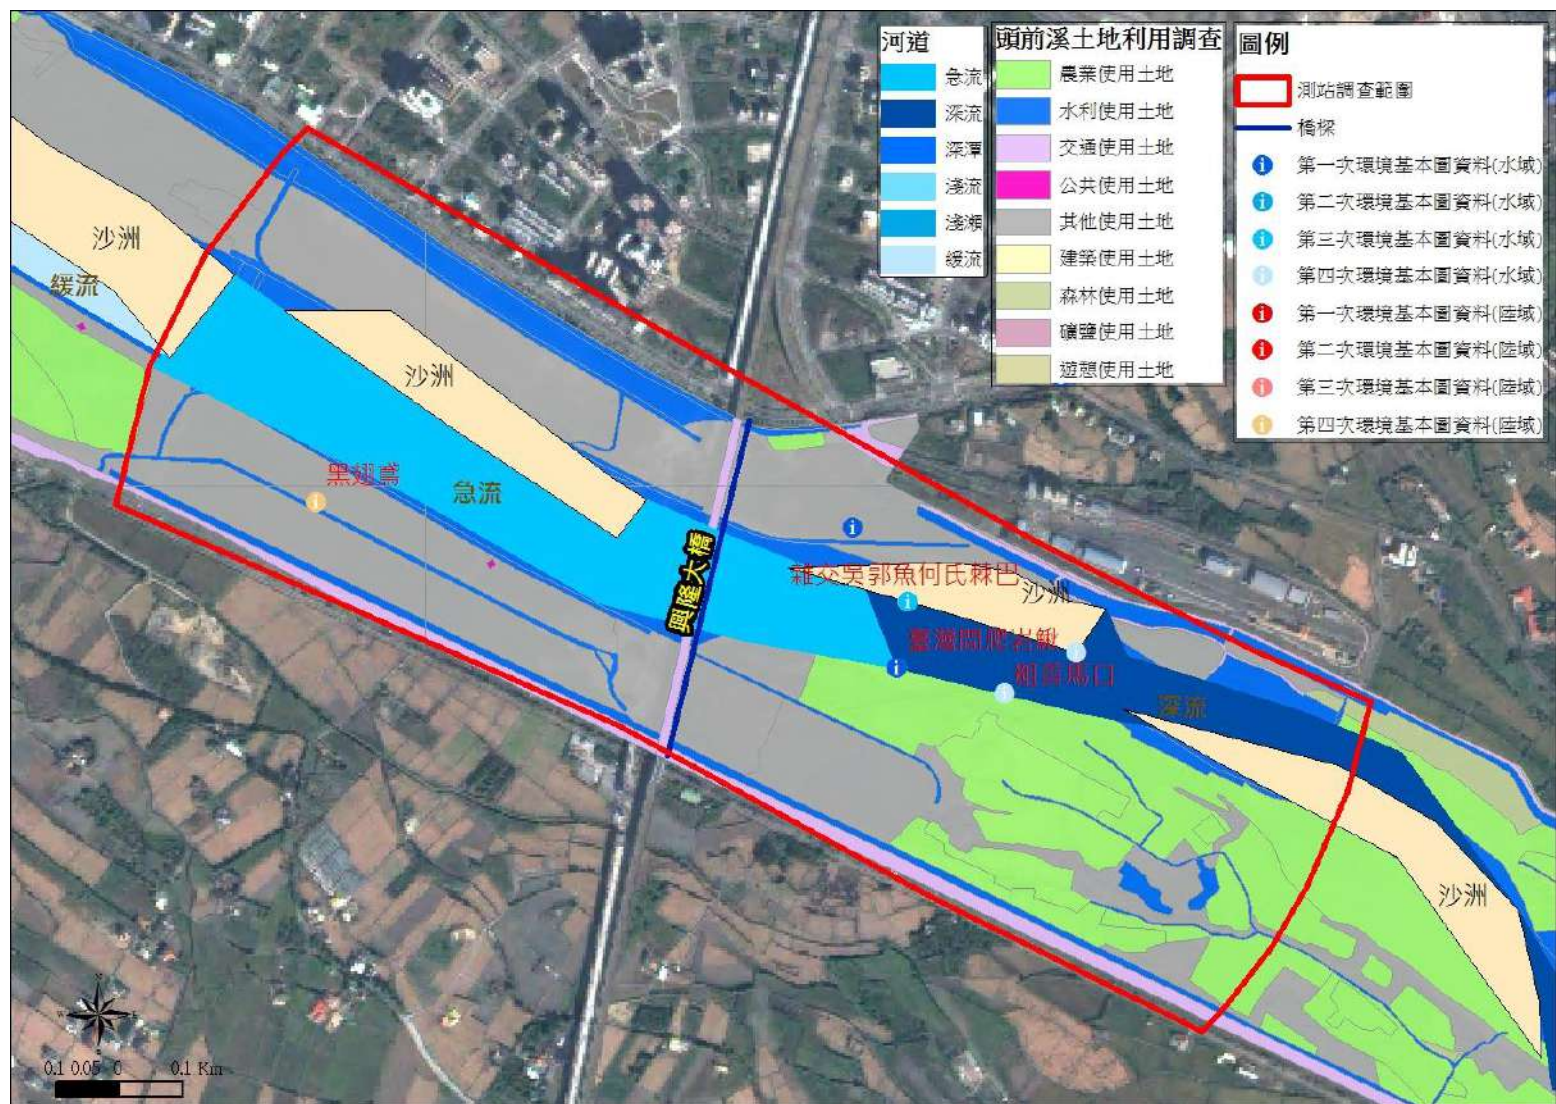 河道
急流
深流
深潭
淺流
淺瀨
緩流
頭前溪土地利用調查
農業使用土地
水利使用土地
交通使用土地
公共使用土地
其他使用土地
建築使用土地
森林使用土地
礦鹽使用土地
遊憩使用土地
圖例
測站調查範圍
橋樑
第一次環境基本圖資料(水域)
第二次環境基本圖資料(水域)
第三次環境基本圖資料(水域)
第四次環境基本圖資料(水域)
第一次環境基本圖資料(陸域)
第二次環境基本圖資料(陸域)
第三次環境基本圖資料(陸域)
第四次環境基本圖資料(陸域)
沙洲
緩流
沙洲
黑翅鳶
急流
興隆大橋
雜交吳郭魚何氏棘巴
沙洲
臺灣間爬岩鰍
粗首馬口
深流
沙洲
N
W E
S
0.1 0.05 0 0.1 Km